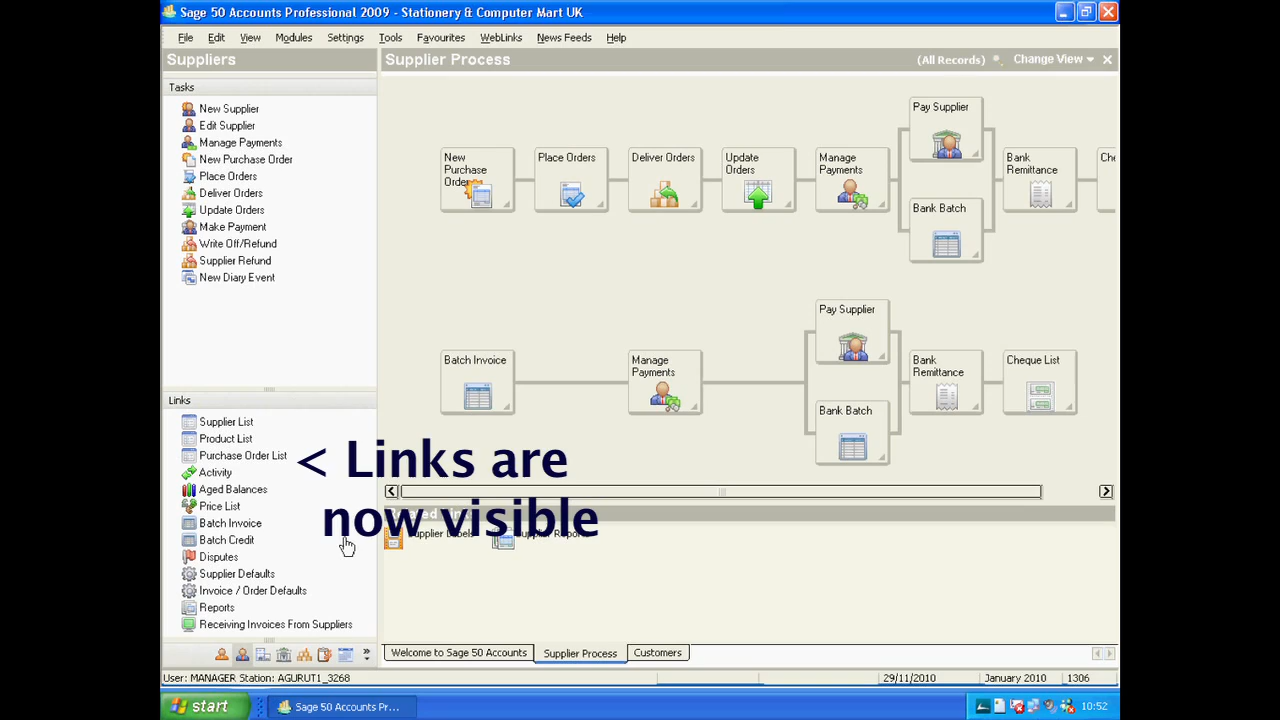 Sage 50 Accounts Professional 2009 - Stationery & Computer Mart UK
File Edit View Modules Settings Tools Favourites WebLinks News Feeds Help
Suppliers
Supplier Process
(All Records)
Change View
Tasks
New Supplier
Edit Supplier
Manage Payments
New Purchase Order
Place Orders
Deliver Orders
Update Orders
Make Payment
Write Off/Refund
Supplier Refund
New Diary Event
Links
Supplier List
Product List
Purchase Order List
Activity
Aged Balances
Price List
Batch Invoice
Batch Credit
Disputes
Supplier Defaults
Invoice / Order Defaults
Reports
Receiving Invoices From Suppliers
New
Purchase
Order
Place Orders
Deliver Orders
Update
Orders
Manage
Payments
Pay Supplier
Bank Batch
Bank
Remittance
Che
Batch Invoice
Manage
Payments
Pay Supplier
Bank Batch
Bank
Remittance
Cheque List
< Links are
now visible
Supplier Labels
Supplier Reports
Welcome to Sage 50 Accounts
Supplier Process
Customers
User: MANAGER Station: AGURUT1_3268
29/11/2010
January 2010
1306
start
Sage 50 Accounts Pr...
10:52